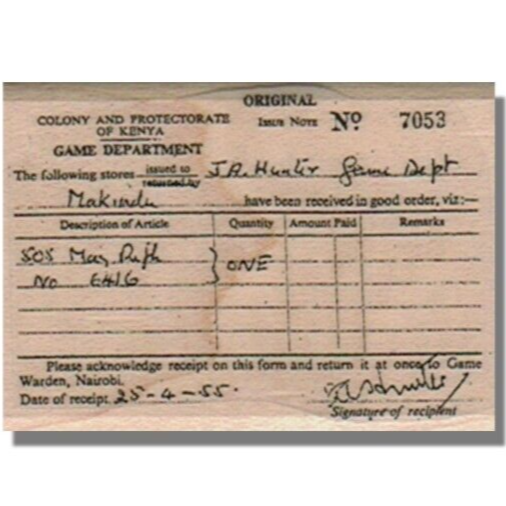 ORIGINAL
COLONY AND PROTECTORATE OF KENYA
Issue Note No 7053
GAME DEPARTMENT
The following stores issued to returned by J.A. Hunter Game Dept
Makindu have been received in good order, viz:—
Description of Article Quantity Amount Paid Remarks
505 Mag Rifle ONE
No
Please acknowledge receipt on this form and return it at once to Game
Warden, Nairobi.
Date of receipt 25-4-55.
Signature of recipient